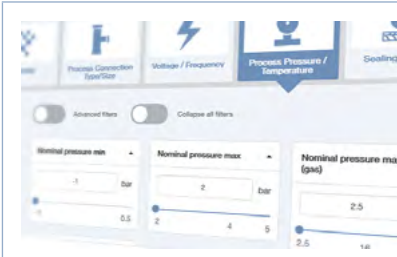 Process Connection
Type/Size
Voltage / Frequency
Process Pressure /
Temperature
Sealing
Advanced filters
Collapse all filters
Nominal pressure min
Nominal pressure max
Nominal pressure ma
(gas)
-1
bar
2
bar
2.5
-1
0.5
2
4
5
2.5
16